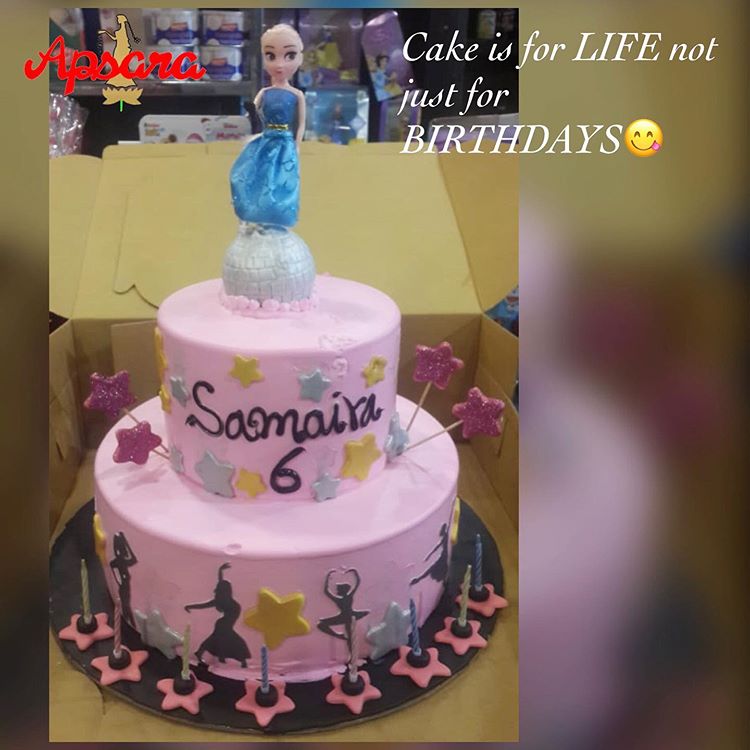 Apsara
Cake is for LIFE not
just for
BIRTHDAYS😋
Samaira
6